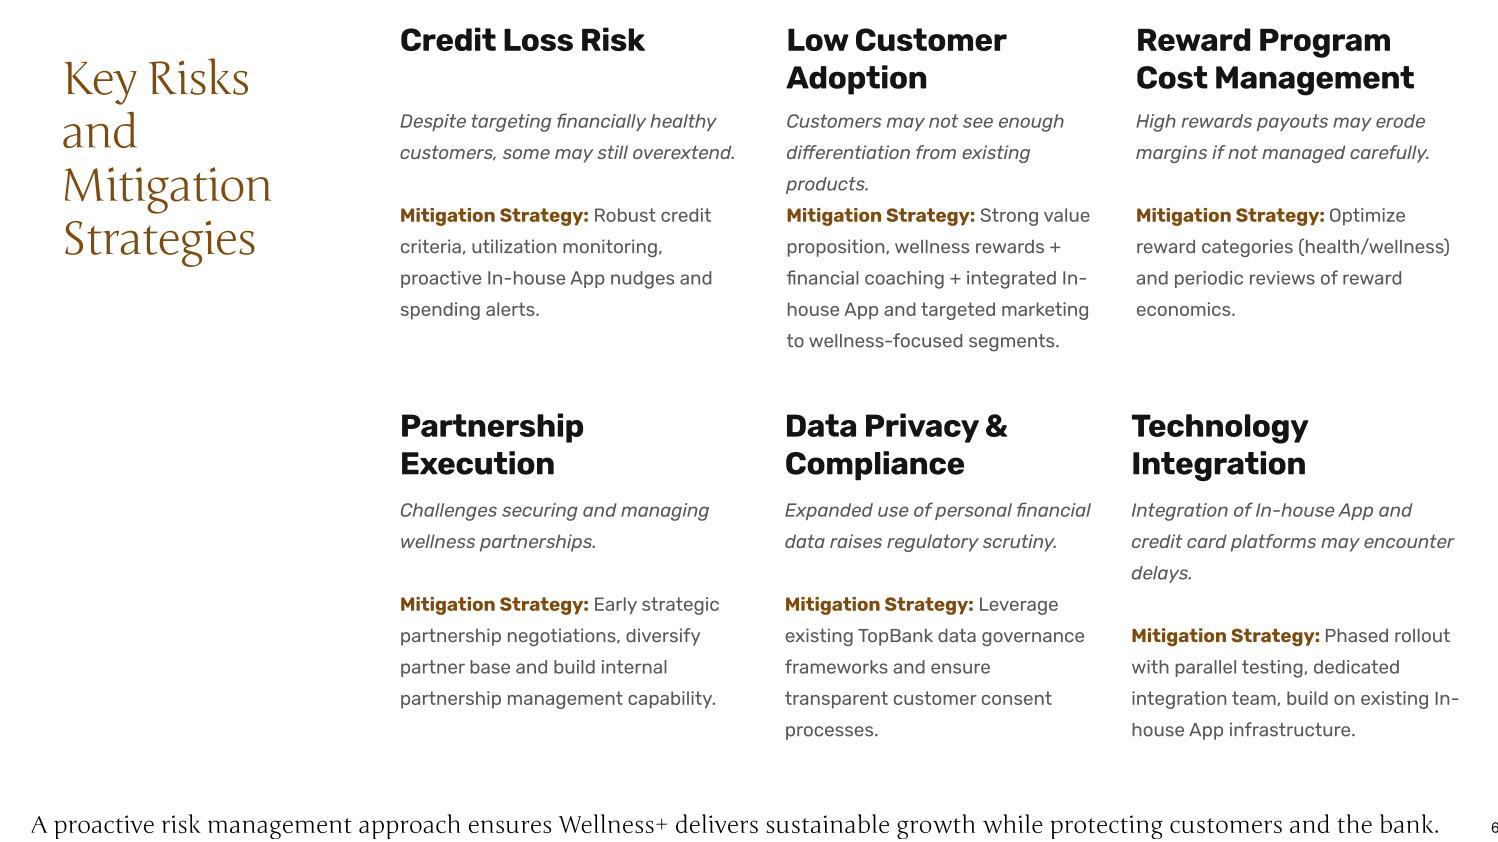 Key Risks
and
Mitigation
Strategies
Credit Loss Risk
Despite targeting financially healthy
customers, some may still overextend.
Mitigation Strategy: Robust credit
criteria, utilization monitoring,
proactive In-house App nudges and
spending alerts.
Low Customer
Adoption
Customers may not see enough
differentiation from existing
products.
Mitigation Strategy: Strong value
proposition, wellness rewards +
financial coaching + integrated In-
house App and targeted marketing
to wellness-focused segments.
Reward Program
Cost Management
High rewards payouts may erode
margins if not managed carefully.
Mitigation Strategy: Optimize
reward categories (health/wellness)
and periodic reviews of reward
economics.
Partnership
Execution
Challenges securing and managing
wellness partnerships.
Mitigation Strategy: Early strategic
partnership negotiations, diversify
partner base and build internal
partnership management capability.
Data Privacy &
Compliance
Expanded use of personal financial
data raises regulatory scrutiny.
Mitigation Strategy: Leverage
existing TopBank data governance
frameworks and ensure
transparent customer consent
processes.
Technology
Integration
Integration of In-house App and
credit card platforms may encounter
delays.
Mitigation Strategy: Phased rollout
with parallel testing, dedicated
integration team, build on existing In-
house App infrastructure.
A proactive risk management approach ensures Wellness+ delivers sustainable growth while protecting customers and the bank.
6